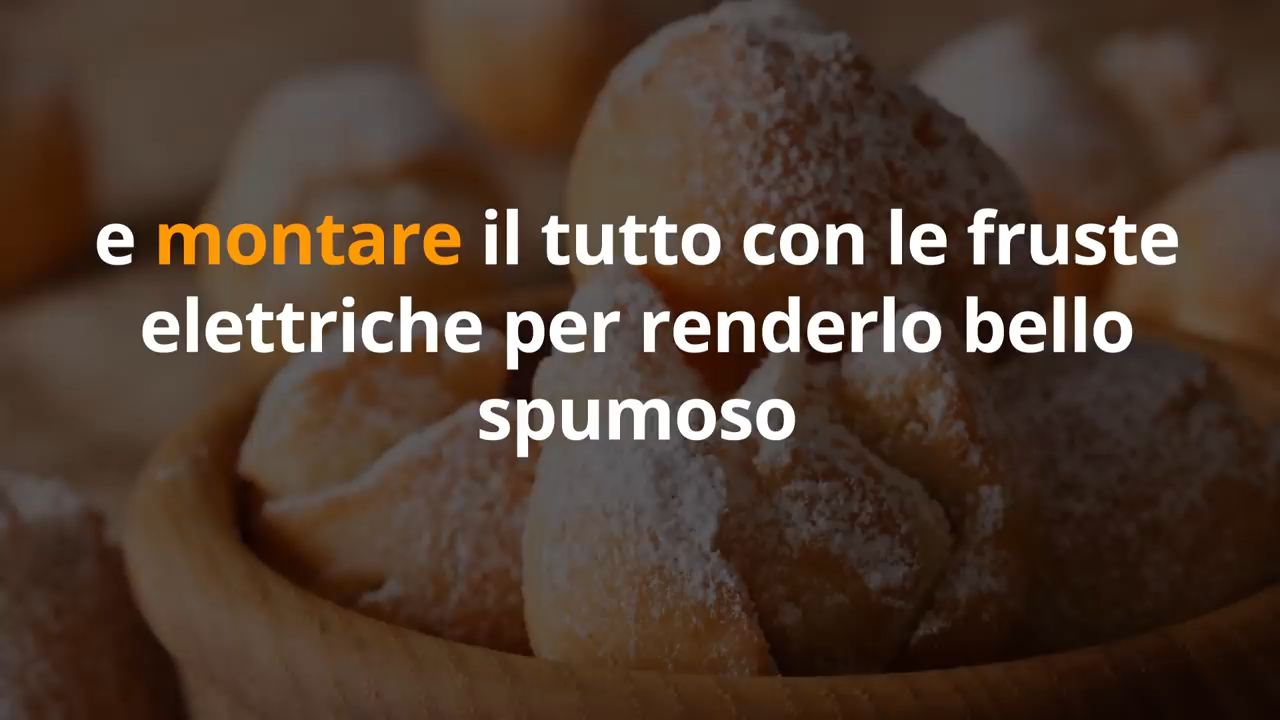 e montare il tutto con le fruste
elettriche per renderlo bello
spumoso